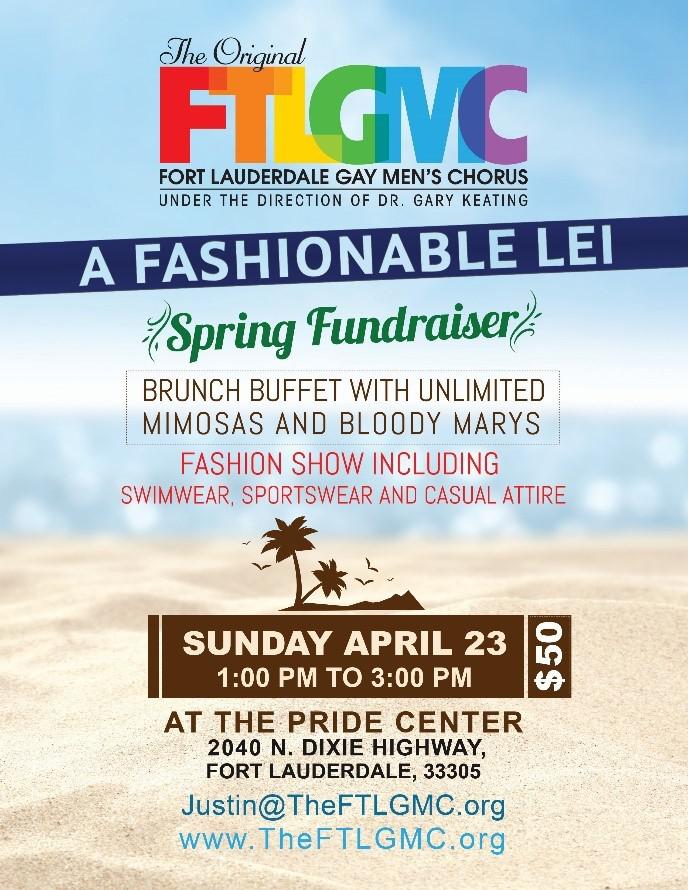 The Original
FTLGMC
FORT LAUDERDALE GAY MEN'S CHORUS
UNDER THE DIRECTION OF DR. GARY KEATING
A FASHIONABLE LEI
Spring Fundraiser
BRUNCH BUFFET WITH UNLIMITED
MIMOSAS AND BLOODY MARYS
FASHION SHOW INCLUDING
SWIMWEAR, SPORTSWEAR AND CASUAL ATTIRE
SUNDAY APRIL 23
1:00 PM TO 3:00 PM
$50
AT THE PRIDE CENTER
2040 N. DIXIE HIGHWAY,
FORT LAUDERDALE, 33305
Justin@TheFTLGMC.org
www.TheFTLGMC.org